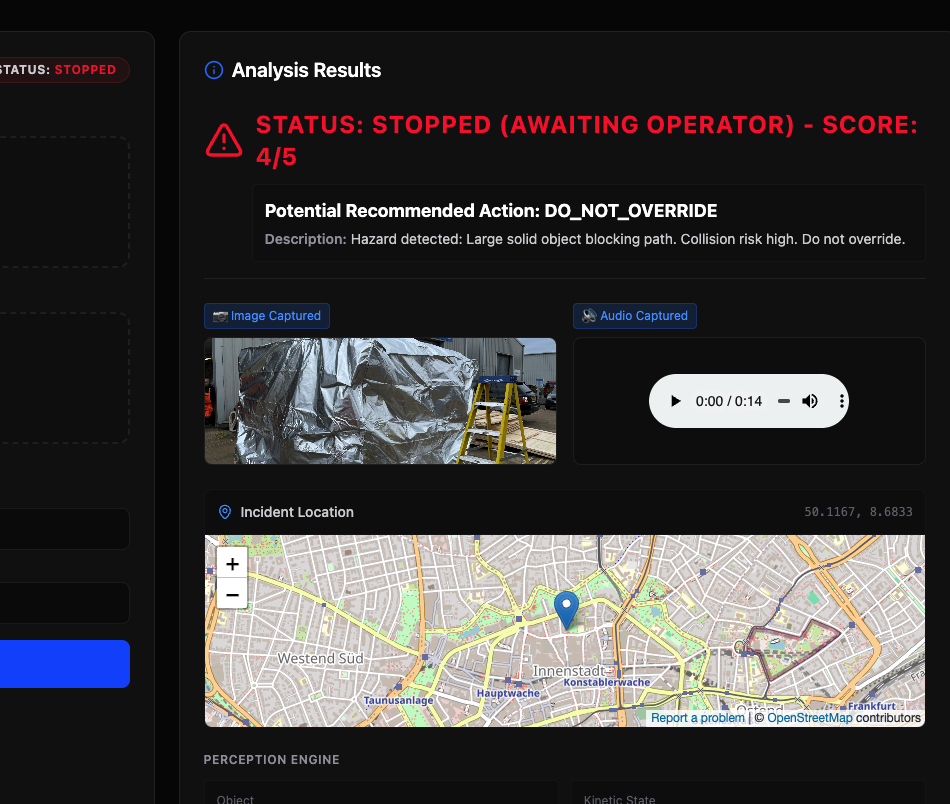 STATUS: STOPPED
Analysis Results
STATUS: STOPPED (AWAITING OPERATOR) - SCORE:
4/5
Potential Recommended Action: DO_NOT_OVERRIDE
Description: Hazard detected: Large solid object blocking path. Collision risk high. Do not override.
Image Captured
Audio Captured
0:00 / 0:14
Incident Location
50.1167, 8.6833
+
−
Westend Süd
Innenstadt
Konstablerwache
Hauptwache
Taunusanlage
Ostend
Frankfurt
Report a problem | © OpenStreetMap contributors
PERCEPTION ENGINE
Object
Kinetic State